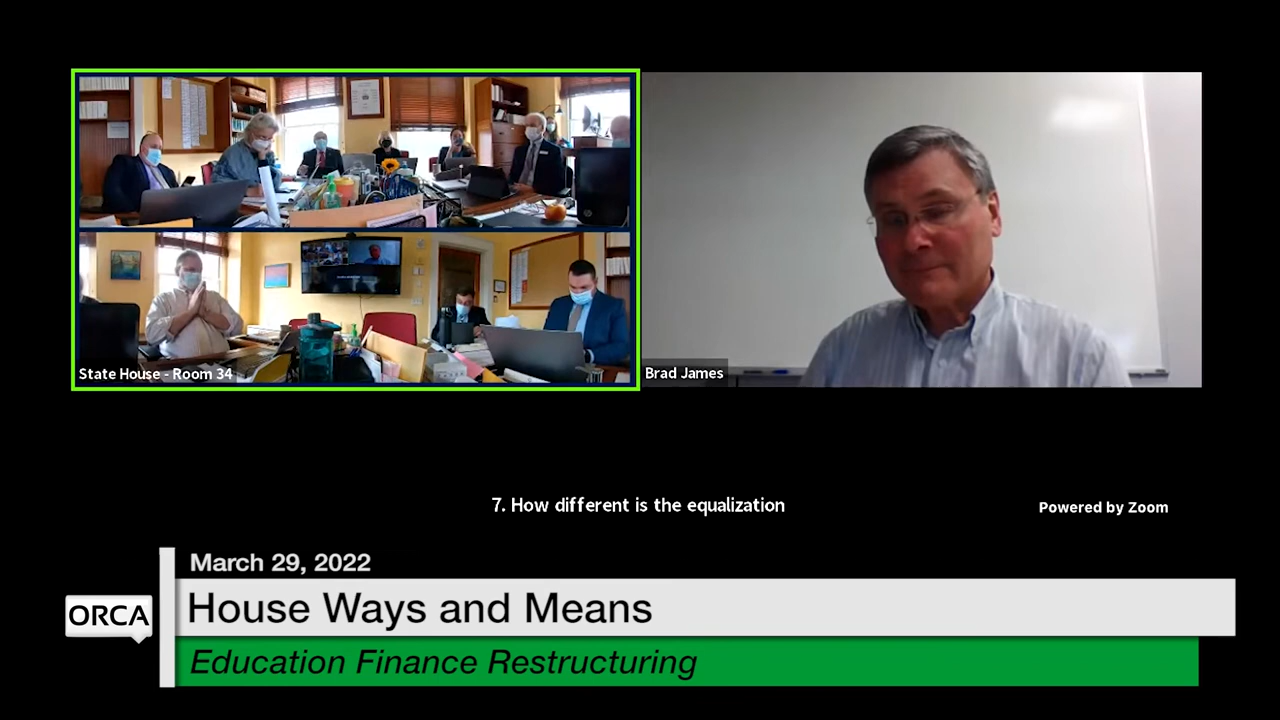 State House - Room 34
Brad James
7. How different is the equalization
Powered by Zoom
March 29, 2022
ORCA
House Ways and Means
Education Finance Restructuring